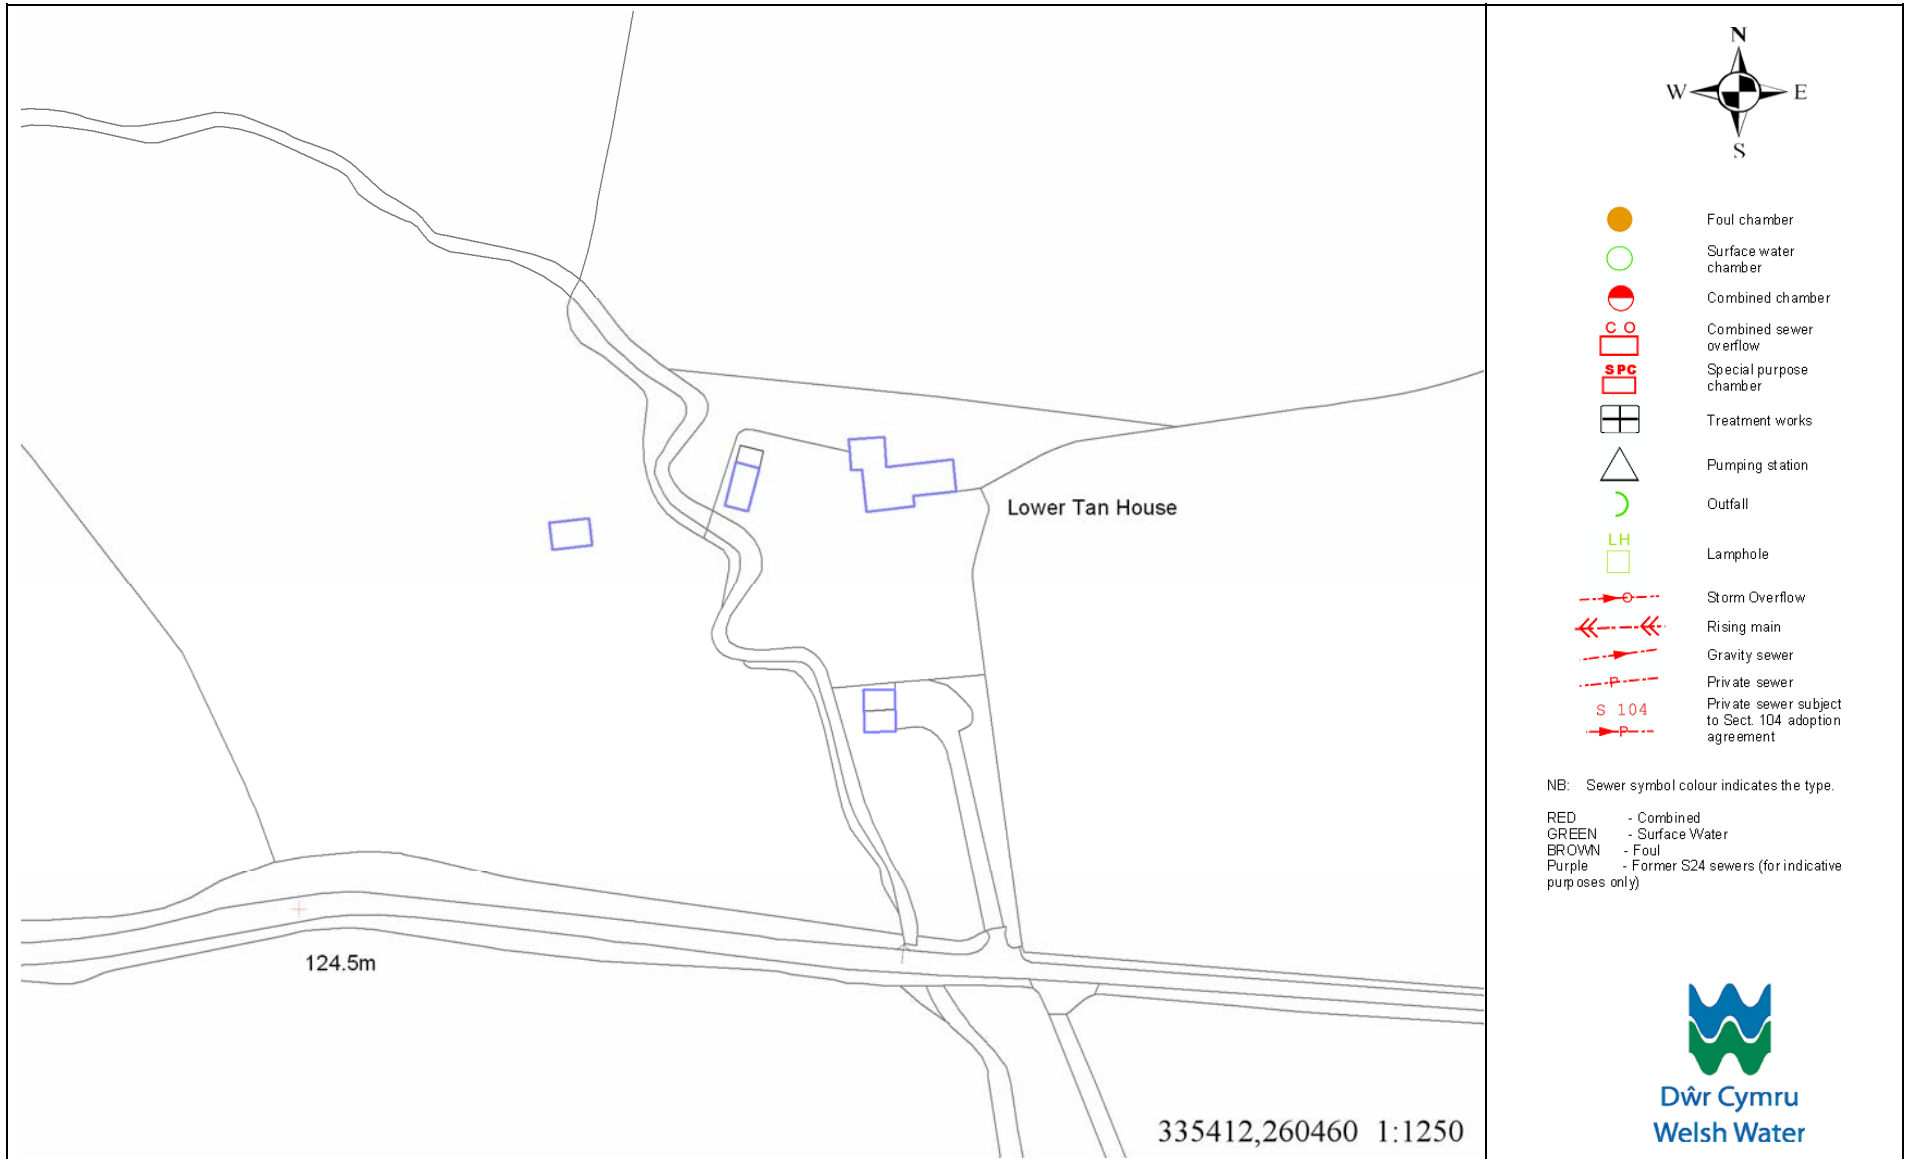 Lower Tan House
124.5m
335412,260460 1:1250
N
W E
S
Foul chamber
Surface water
chamber
Combined chamber
C O
Combined sewer
overflow
SPC
Special purpose
chamber
Treatment works
Pumping station
Outfall
LH
Lamphole
Storm Overflow
Rising main
Gravity sewer
P
Private sewer
S 104
P
Private sewer subject
to Sect. 104 adoption
agreement
NB: Sewer symbol colour indicates the type.
RED - Combined
GREEN - Surface Water
BROWN - Foul
Purple - Former S24 sewers (for indicative
purposes only)
Dŵr Cymru
Welsh Water